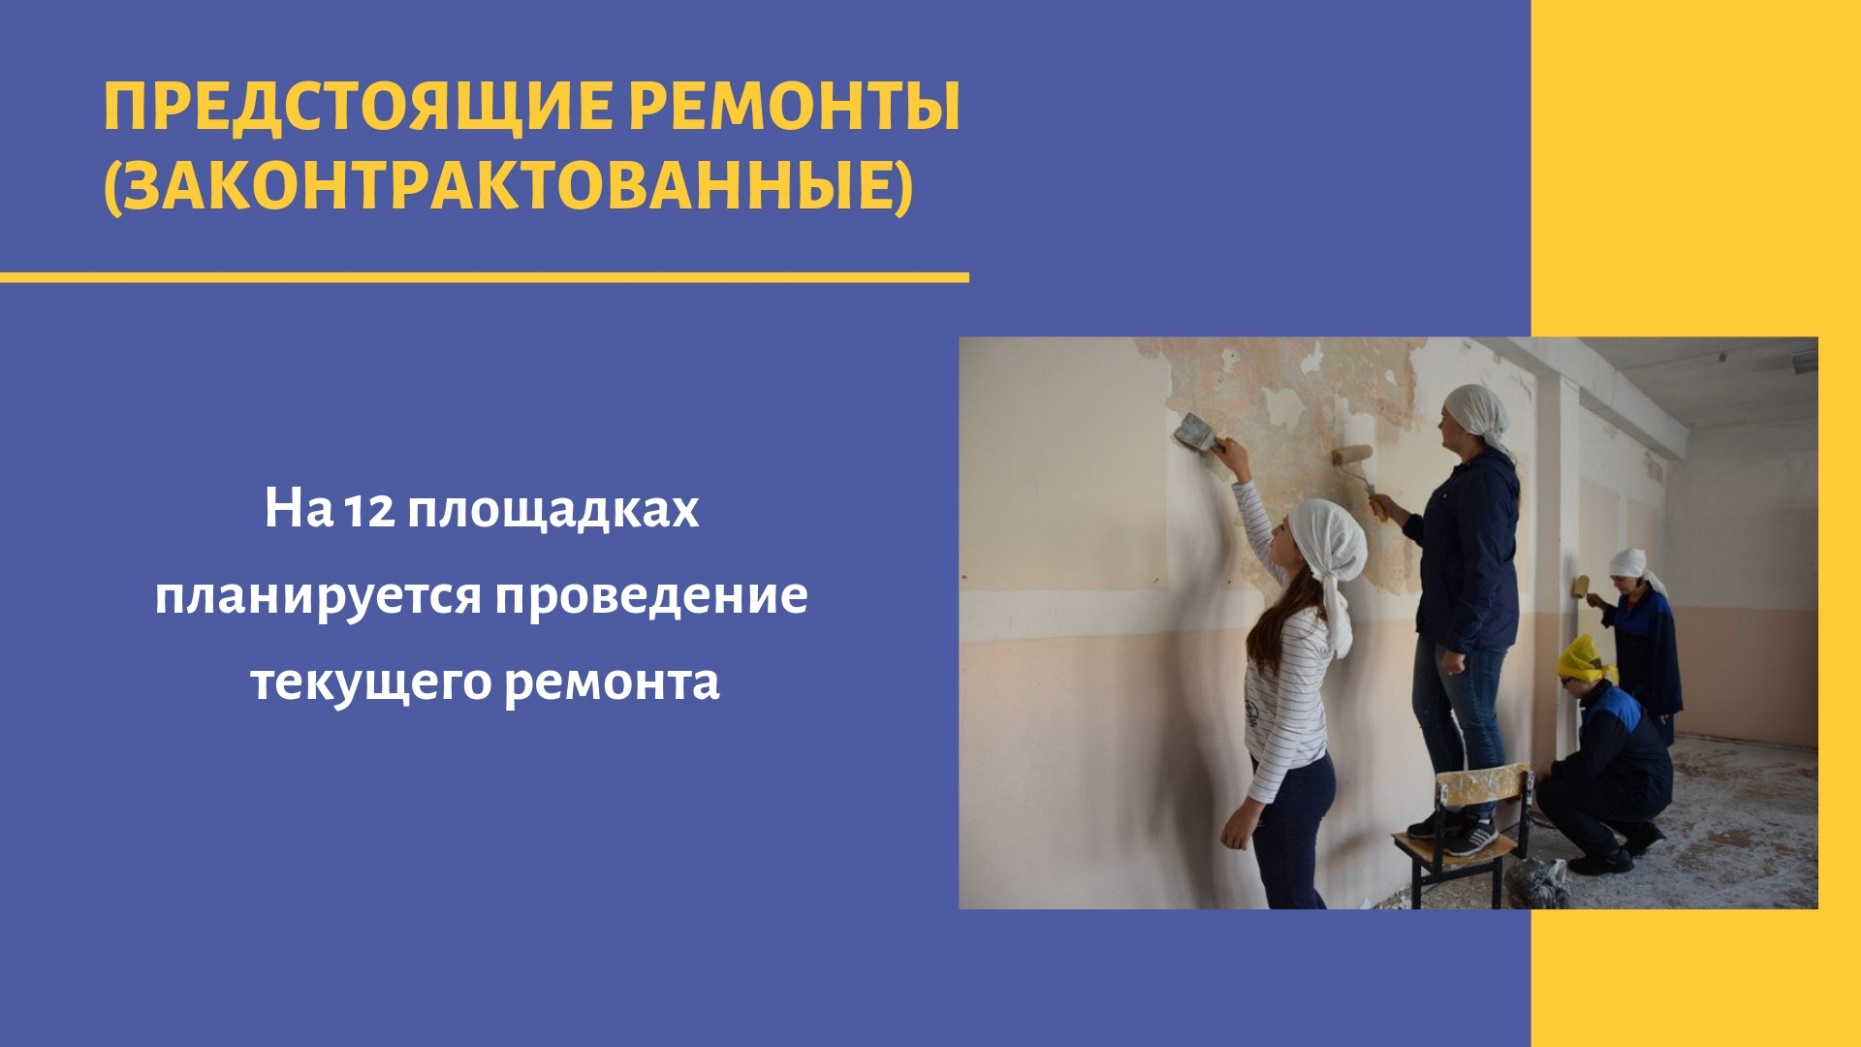 ПРЕДСТОЯЩИЕ РЕМОНТЫ
(ЗАКОНТРАКТОВАННЫЕ)
На 12 площадках
планируется проведение
текущего ремонта